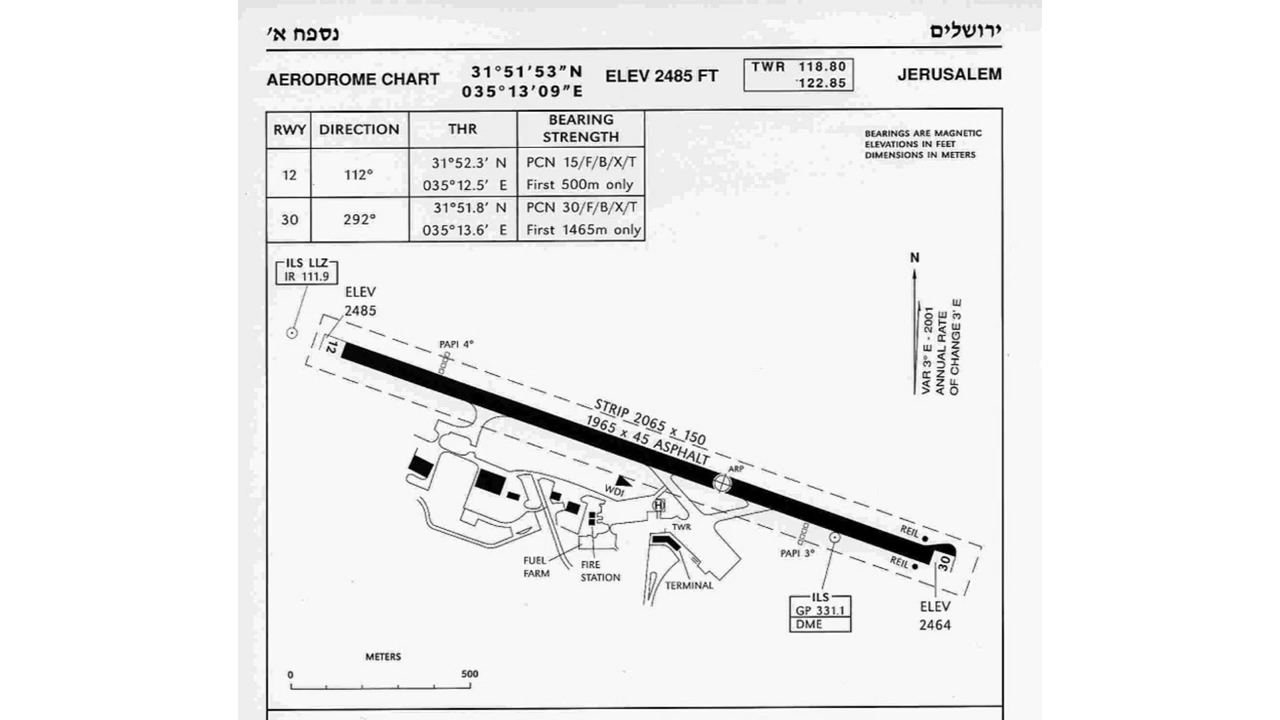 נספח א׳
ירושלים
AERODROME CHART
31°51'53"N
035°13'09"E
ELEV 2485 FT
TWR 118.80
122.85
JERUSALEM
RWY DIRECTION THR BEARING STRENGTH
12 112° 31°52.3' N PCN 15/F/B/X/T
035°12.5' E First 500m only
30 292° 31°51.8' N PCN 30/F/B/X/T
035°13.6' E First 1465m only
BEARINGS ARE MAGNETIC
ELEVATIONS IN FEET
DIMENSIONS IN METERS
N
VAR 3° E - 2001
ANNUAL RATE
OF CHANGE 3' E
ILS LLZ
IR 111.9
ELEV
2485
12
PAPI 4°
STRIP 2065 x 150
1965 x 45 ASPHALT
ARP
WDI
H
TWR
FUEL
FARM
FIRE
STATION
TERMINAL
PAPI 3°
REIL
REIL
30
ILS
GP 331.1
DME
ELEV
2464
METERS
0 500